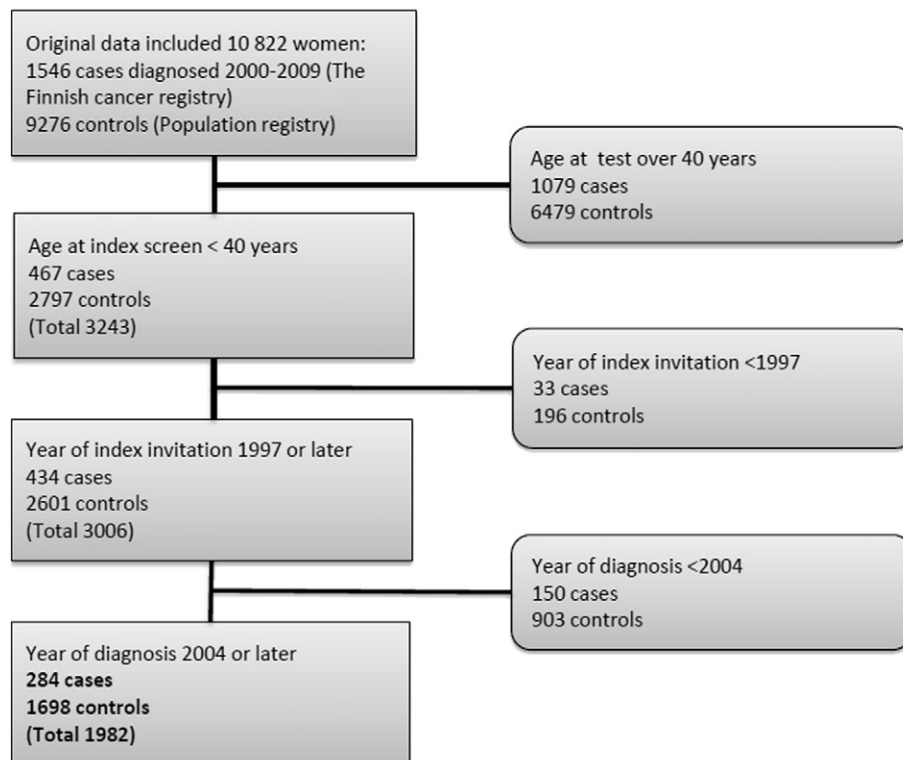 Original data included 10 822 women:
1546 cases diagnosed 2000-2009 (The
Finnish cancer registry)
9276 controls (Population registry)
Age at test over 40 years
1079 cases
6479 controls
Age at index screen < 40 years
467 cases
2797 controls
(Total 3243)
Year of index invitation <1997
33 cases
196 controls
Year of index invitation 1997 or later
434 cases
2601 controls
(Total 3006)
Year of diagnosis <2004
150 cases
903 controls
Year of diagnosis 2004 or later
284 cases
1698 controls
(Total 1982)